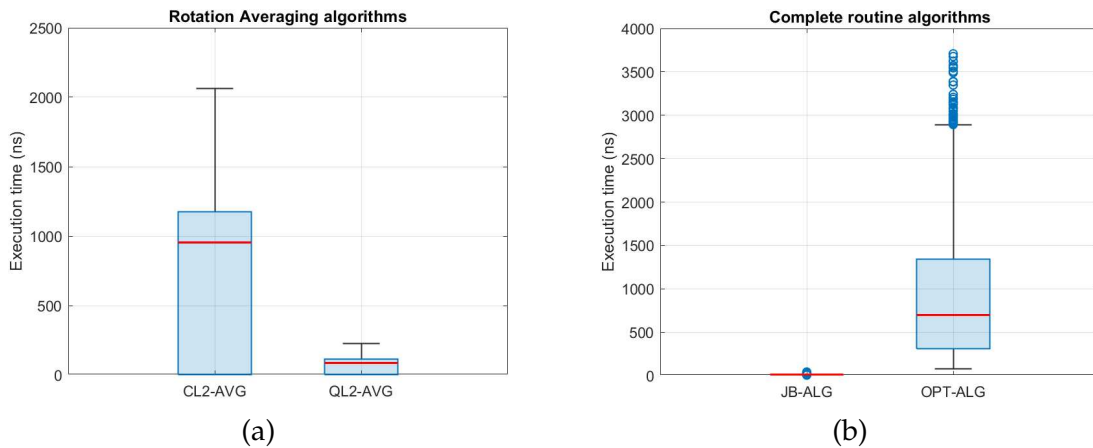 Rotation Averaging algorithms
2500
2000
1500
1000
500
0
Execution time (ns)
CL2-AVG QL2-AVG
(a)
Complete routine algorithms
4000
3500
3000
2500
2000
1500
1000
500
0
Execution time (ns)
JB-ALG OPT-ALG
(b)